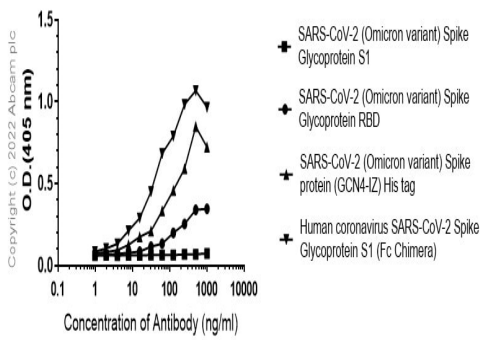 Copyright (c) 2022 Abcam plc
O.D.(405 nm)
1.5
1.0
0.5
0.0
0.1
1
10
100
1000
10000
Concentration of Antibody (ng/ml)
SARS-CoV-2 (Omicron variant) Spike
Glycoprotein S1
SARS-CoV-2 (Omicron variant) Spike
Glycoprotein RBD
SARS-CoV-2 (Omicron variant) Spike
protein (GCN4-IZ) His tag
Human coronavirus SARS-CoV-2 Spike
Glycoprotein S1 (Fc Chimera)